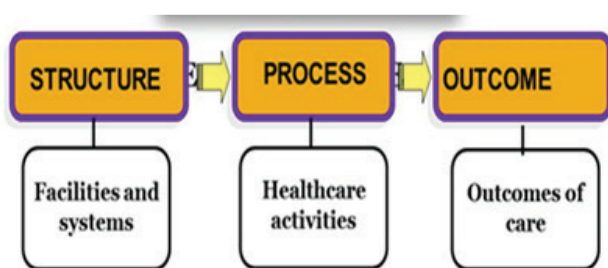 STRUCTURE
PROCESS
OUTCOME
Facilities and
systems
Healthcare
activities
Outcomes of
care